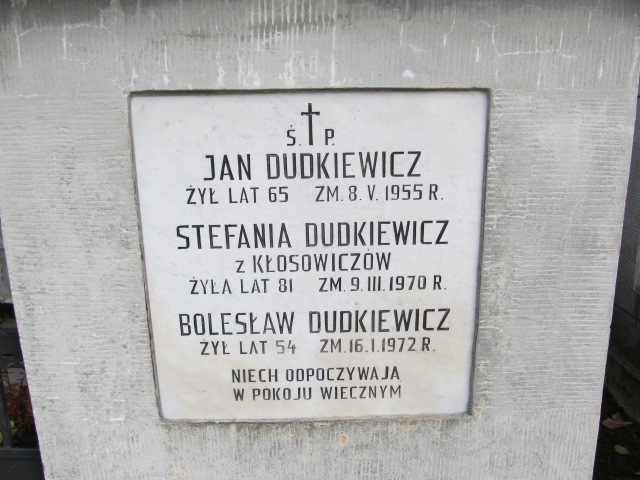 Ś. P.
JAN DUDKIEWICZ
ŻYŁ LAT 65 ZM. 8. V. 1955 R.
STEFANIA DUDKIEWICZ
Z KŁOSOWICZÓW
ŻYŁA LAT 81 ZM. 9. III. 1970 R.
BOLESŁAW DUDKIEWICZ
ŻYŁ LAT 54 ZM. 16. I. 1972 R.
NIECH ODPOCZYWAJA
W POKOJU WIECZNYM